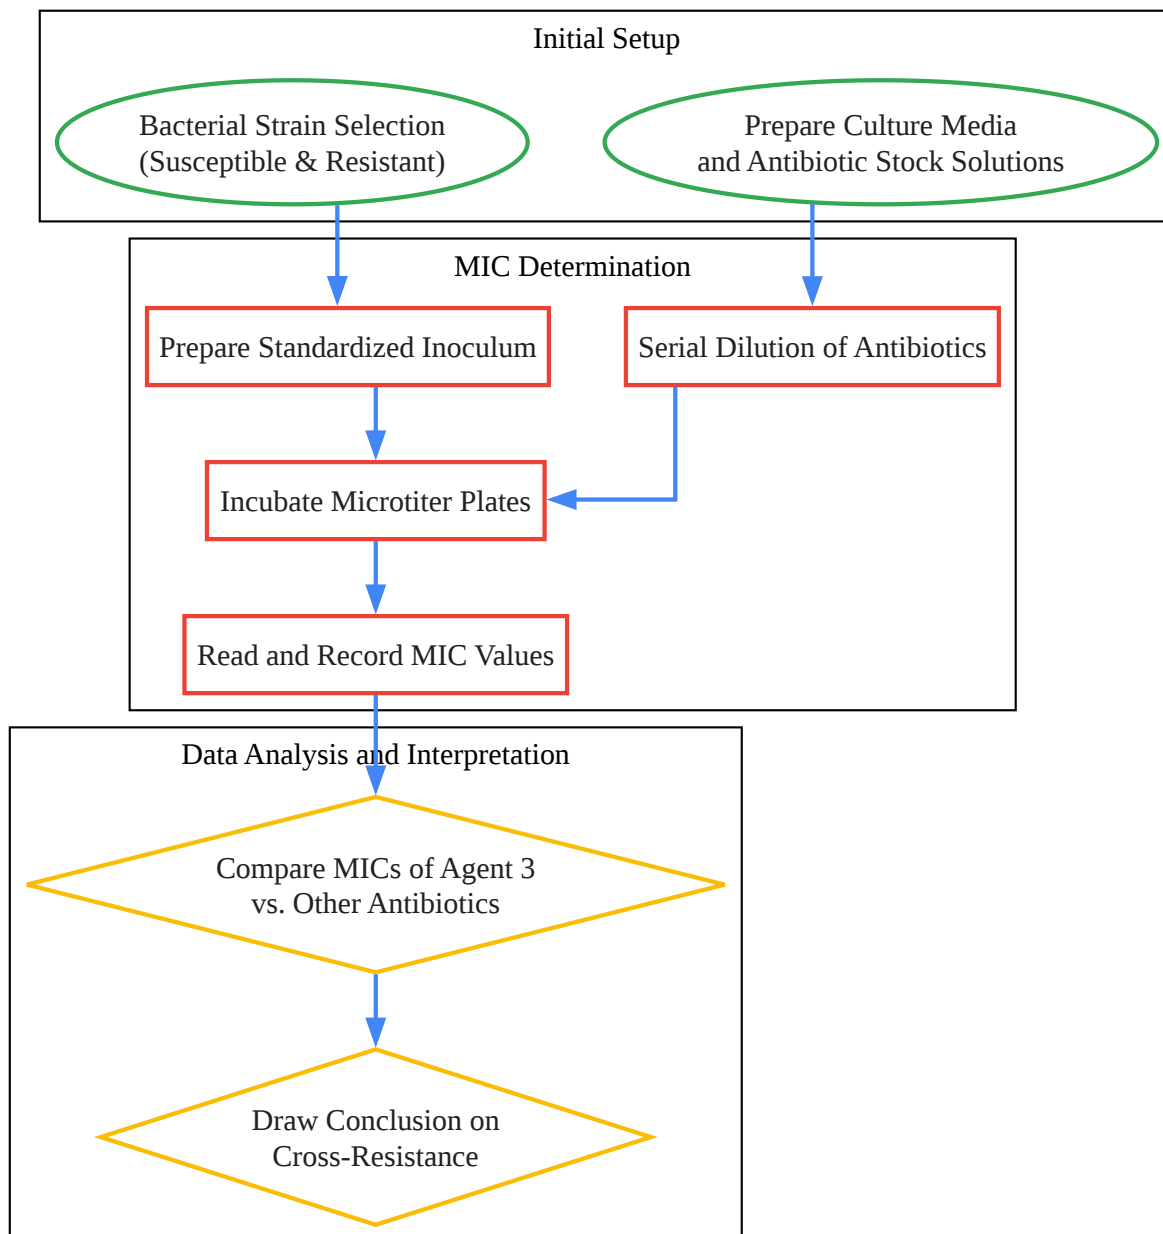 Initial Setup
Bacterial Strain Selection
(Susceptible & Resistant)
Prepare Culture Media
and Antibiotic Stock Solutions
MIC Determination
Prepare Standardized Inoculum
Serial Dilution of Antibiotics
Incubate Microtiter Plates
Read and Record MIC Values
Data Analysis and Interpretation
Compare MICs of Agent 3
vs. Other Antibiotics
Draw Conclusion on
Cross-Resistance